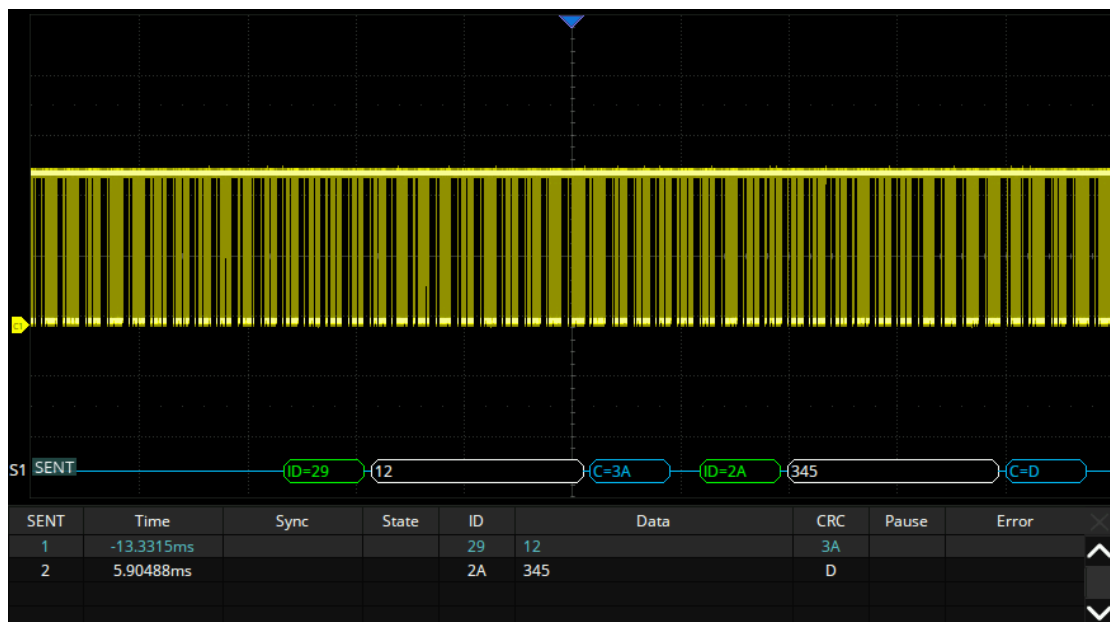 C1
S1 SENT ID=29 12 C=3A ID=2A 345 C=D
SENT Time Sync State ID Data CRC Pause Error
1 -13.3315ms 29 12 3A
2 5.90488ms 2A 345 D